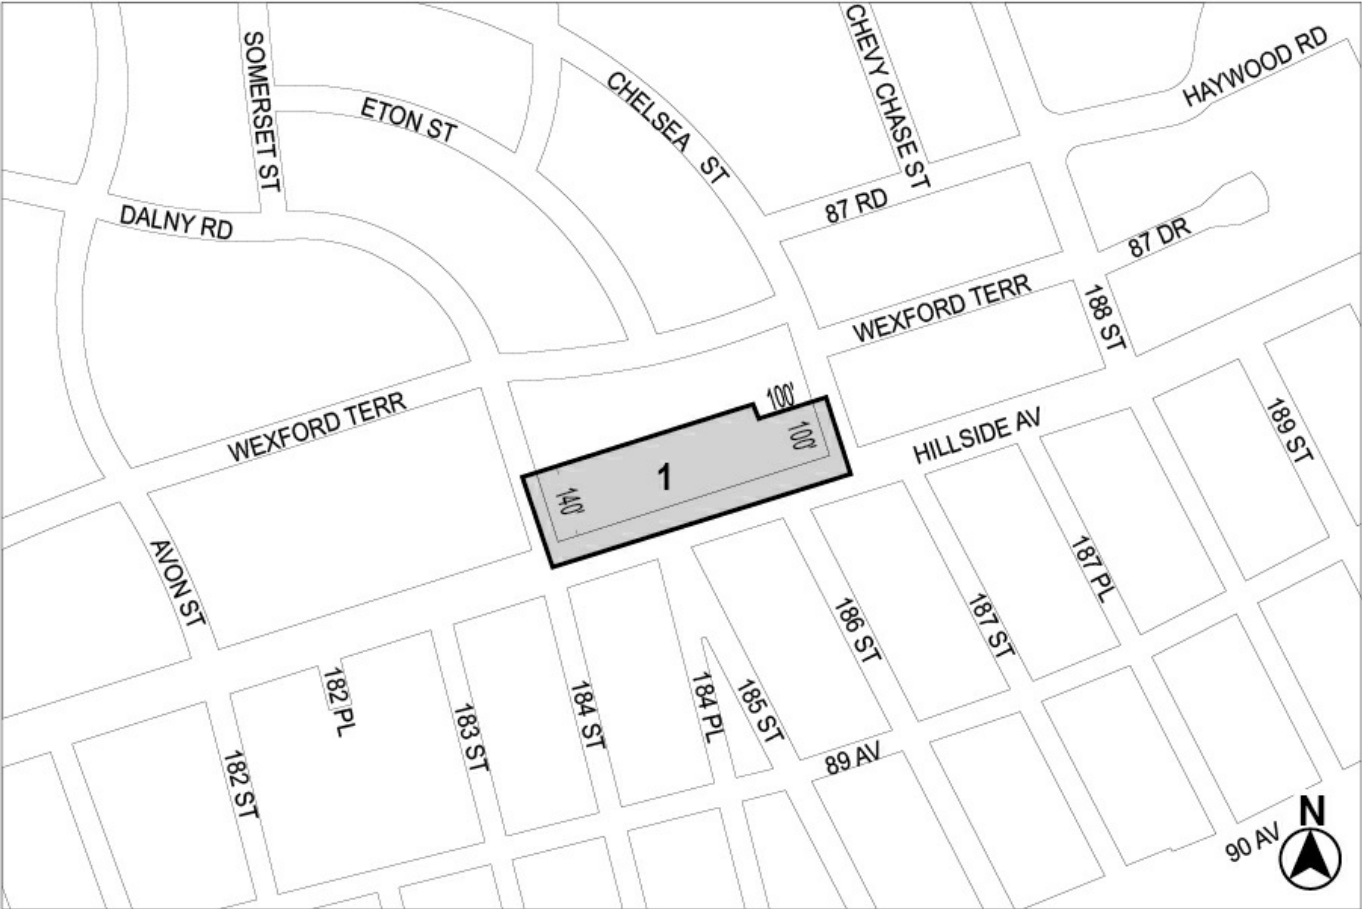 SOMERSET ST
CHEVY CHASE ST
HAYWOOD RD
ETON ST
CHELSEA ST
DALNY RD
87 RD
87 DR
WEXFORD TERR
188 ST
WEXFORD TERR
100'
100'
HILLSIDE AV
189 ST
1
140'
AVON ST
187 PL
186 ST
187 ST
182 PL
183 ST
184 ST
184 PL
185 ST
182 ST
89 AV
90 AV
N